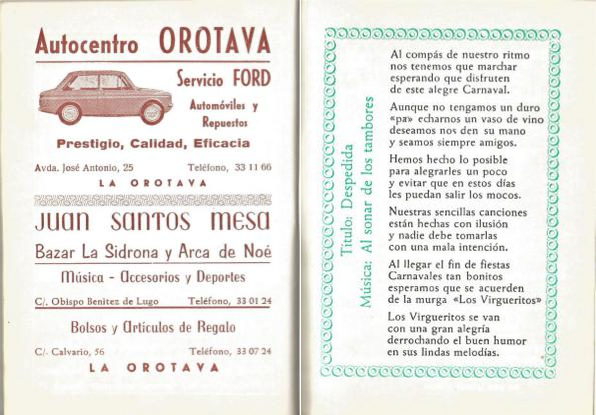 Autocentro OROTAVA
Servicio FORD
Automóviles y
Repuestos
Prestigio, Calidad, Eficacia
Avda. José Antonio, 25 Teléfono, 33 11 66
LA OROTAVA
JUAN SANTOS MESA
Bazar La Sidrona y Arca de Noé
Música - Accesorios y Deportes
C/. Obispo Benitez de Lugo Teléfono, 33 01 24
Bolsos y Artículos de Regalo
C/. Calvario, 56 Teléfono, 33 07 24
LA OROTAVA
Título: Despedida
Música: Al sonar de los tambores
Al compás de nuestro ritmo
nos tenemos que marchar
esperando que disfruten
de este alegre Carnaval.
Aunque no tengamos un duro
«pa» echarnos un vaso de vino
deseamos nos den su mano
y seamos siempre amigos.
Hemos hecho lo posible
para alegrarles un poco
y evitar que en estos días
les puedan salir los mocos.
Nuestras sencillas canciones
están hechas con ilusión
y nadie debe tomarlas
con una mala intención.
Al llegar el fin de fiestas
Carnavales tan bonitos
esperamos que se acuerden
de la murga «Los Virgueritos»
Los Virgueritos se van
con una gran alegría
derrochando el buen humor
en sus lindas melodías.